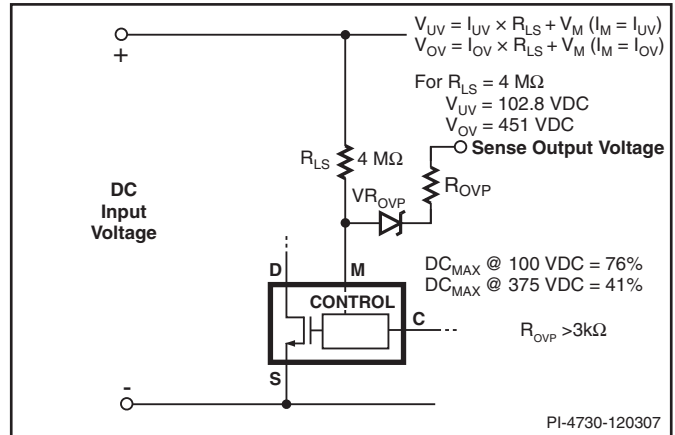 V_UV = I_UV × R_LS + V_M (I_M = I_UV)
V_OV = I_OV × R_LS + V_M (I_M = I_OV)
For R_LS = 4 MΩ
V_UV = 102.8 VDC
V_OV = 451 VDC
Sense Output Voltage
+
R_LS
4 MΩ
R_OVP
VR_OVP
DC
Input
Voltage
D
M
DC_MAX @ 100 VDC = 76%
DC_MAX @ 375 VDC = 41%
CONTROL
C
R_OVP >3kΩ
S
-
PI-4730-120307